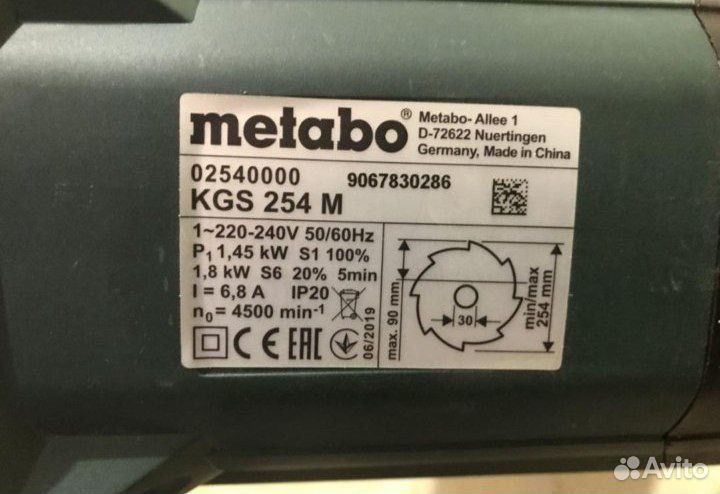 metabo®
Metabo- Allee 1
D-72622 Nuertingen
Germany, Made in China
02540000 9067830286
KGS 254 M
1~220-240V 50/60Hz
P1 1,45 kW S1 100%
1,8 kW S6 20% 5min
I = 6,8 A IP20
n0= 4500 min-1
CE EAC
06/2019
max. 90 mm
30
min/max
254 mm
Avito